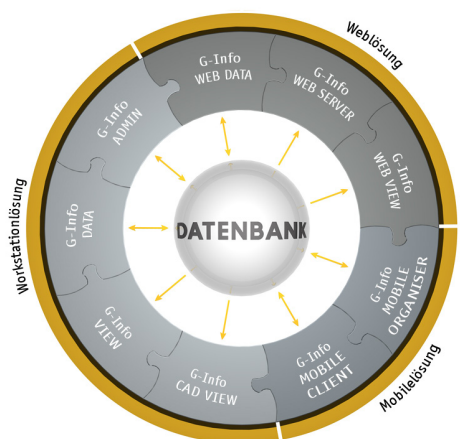 Weblösung
G-Info
WEB DATA
G-Info
WEB SERVER
G-Info
WEB VIEW
G-Info
MOBILE
ORGANISER
Mobilelösung
G-Info
MOBILE
CLIENT
G-Info
CAD VIEW
G-Info
VIEW
G-Info
DATA
G-Info
ADMIN
Workstationlösung
DATENBANK